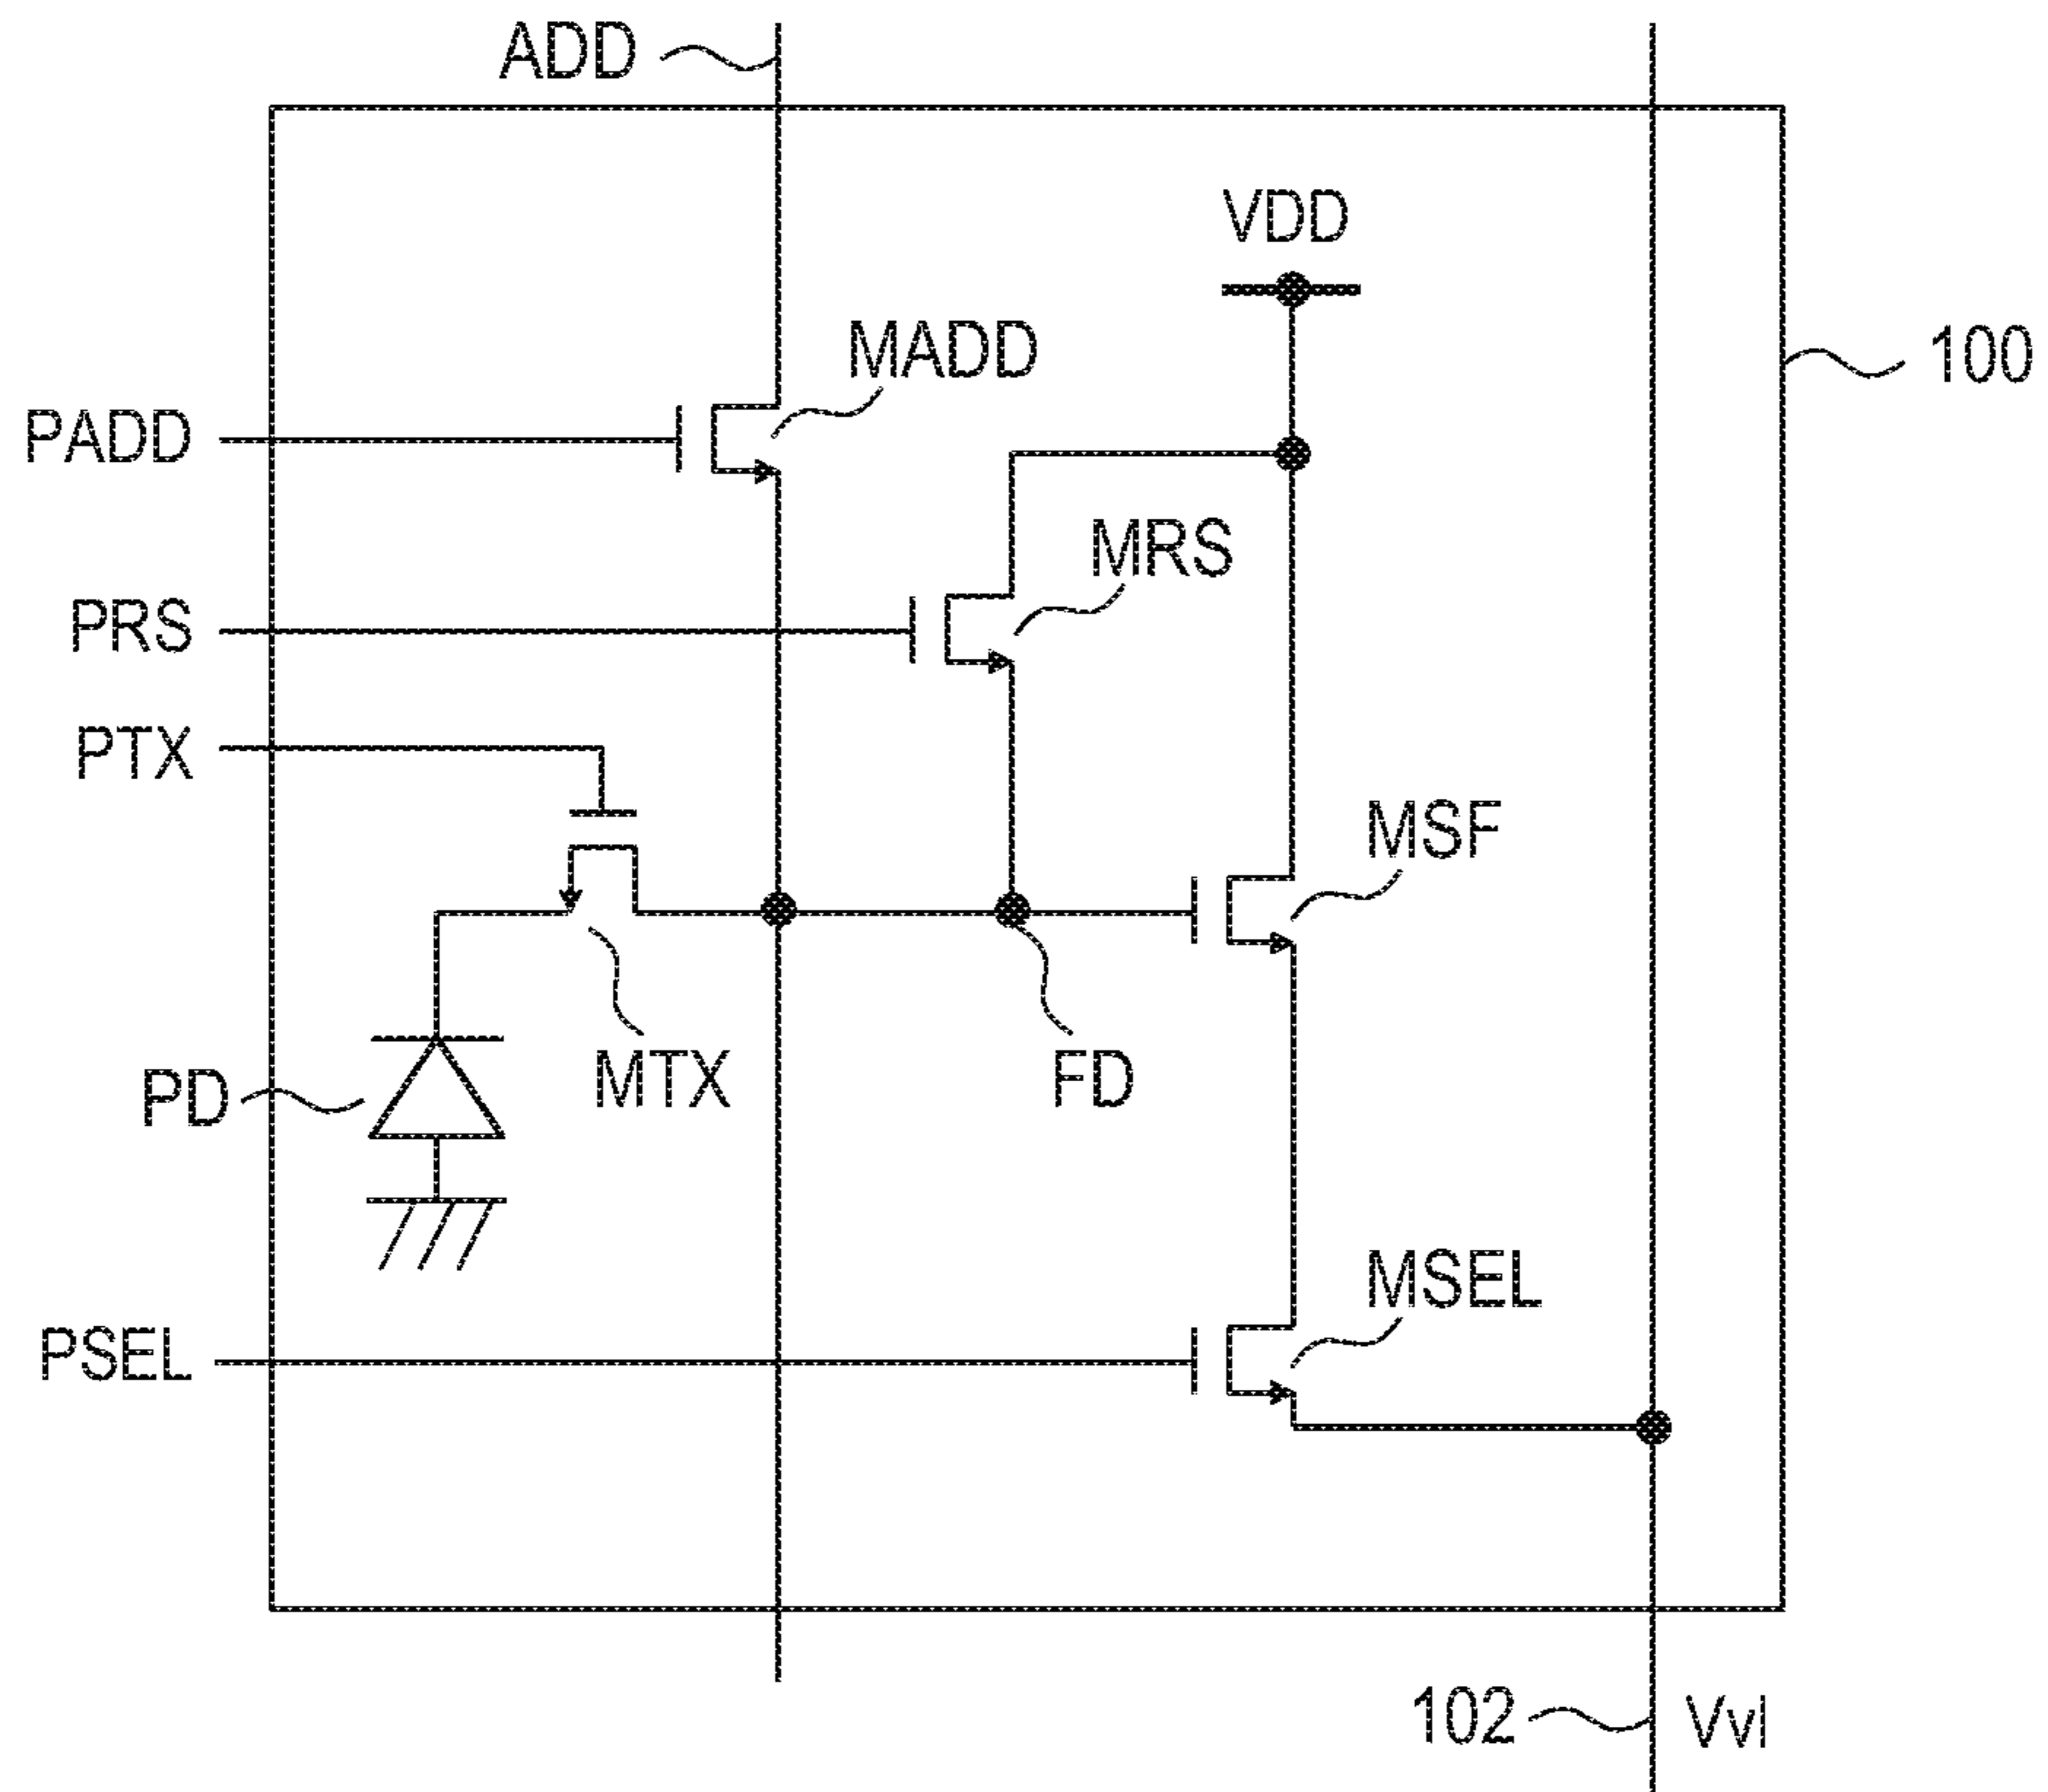 ADD
VDD
MADD
100
PADD
MRS
PRS
PTX
MSF
MTX
FD
PD
MSEL
PSEL
102
Vvl